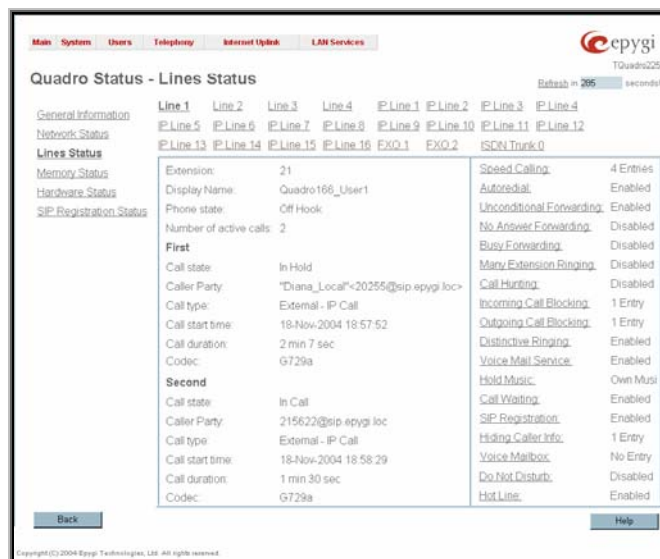 Main System Users Telephony Internet Uplink LAN Services
epygi
TQuadro225
Quadro Status - Lines Status
Refresh in 285 seconds
General Information
Network Status
Lines Status
Memory Status
Hardware Status
SIP Registration Status
Line 1 Line 2 Line 3 Line 4 IP Line 1 IP Line 2 IP Line 3 IP Line 4
IP Line 5 IP Line 6 IP Line 7 IP Line 8 IP Line 9 IP Line 10 IP Line 11 IP Line 12
IP Line 13 IP Line 14 IP Line 15 IP Line 16 FXO 1 FXO 2 ISDN Trunk 0
Extension: 21
Display Name: Quadro166_User1
Phone state: Off Hook
Number of active calls: 2
First
Call state: In Hold
Caller Party: "Diana_Local"<20255@sip.epygi.loc>
Call type: External - IP Call
Call start time: 18-Nov-2004 18:57:52
Call duration: 2 min 7 sec
Codec: G729a
Second
Call state: In Call
Caller Party: 215622@sip.epygi.loc
Call type: External - IP Call
Call start time: 18-Nov-2004 18:58:29
Call duration: 1 min 30 sec
Codec: G729a
Speed Calling: 4 Entries
Autoredial: Enabled
Unconditional Forwarding: Enabled
No Answer Forwarding: Disabled
Busy Forwarding: Disabled
Many Extension Ringing: Disabled
Call Hunting: Disabled
Incoming Call Blocking: 1 Entry
Outgoing Call Blocking: 1 Entry
Distinctive Ringing: Enabled
Voice Mail Service: Enabled
Hold Music: Own Musi
Call Waiting: Enabled
SIP Registration: Enabled
Hiding Caller Info: 1 Entry
Voice Mailbox: No Entry
Do Not Disturb: Disabled
Hot Line: Enabled
Back
Help
Copyright (C) 2004 Epygi Technologies, Ltd. All rights reserved.